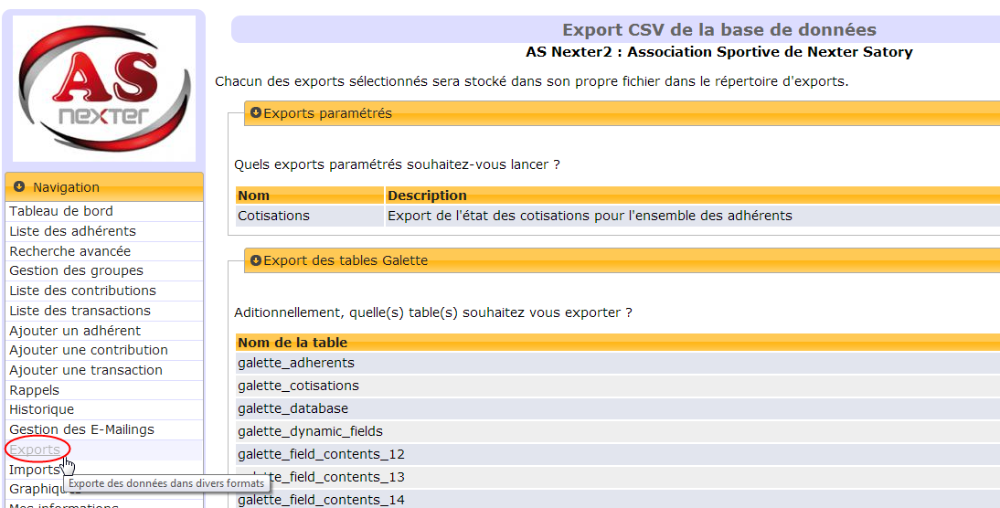 AS
nexter
Navigation
Tableau de bord
Liste des adhérents
Recherche avancée
Gestion des groupes
Liste des contributions
Liste des transactions
Ajouter un adhérent
Ajouter une contribution
Ajouter une transaction
Rappels
Historique
Gestion des E-Mailings
Exports
Imports
Exporte des données dans divers formats
Mes informations
Export CSV de la base de données
AS Nexter2 : Association Sportive de Nexter Satory
Chacun des exports sélectionnés sera stocké dans son propre fichier dans le répertoire d'exports.
Exports paramétrés
Quels exports paramétrés souhaitez-vous lancer ?
Nom Description
Cotisations Export de l'état des cotisations pour l'ensemble des adhérents
Export des tables Galette
Aditionnellement, quelle(s) table(s) souhaitez vous exporter ?
Nom de la table
galette_adherents
galette_cotisations
galette_database
galette_dynamic_fields
galette_field_contents_12
galette_field_contents_13
galette_field_contents_14